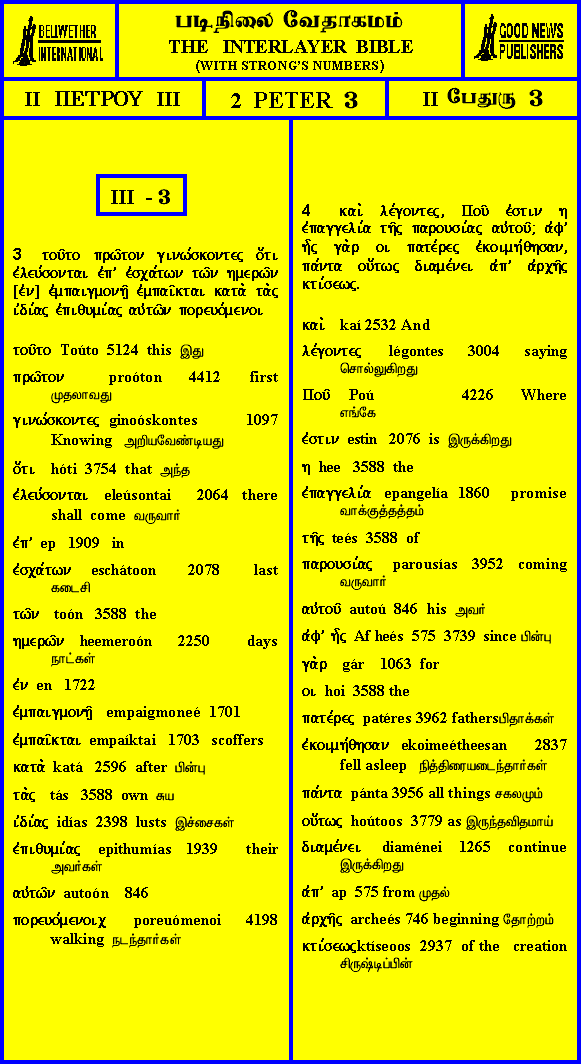 BELLWETHER
INTERNATIONAL
படிநிலை வேதாகமம்
THE INTERLAYER BIBLE
(WITH STRONG'S NUMBERS)
GOOD NEWS
PUBLISHERS
II ΠΕΤΡΟΥ III
2 PETER 3
II பேதுரு 3
III - 3
3 τοῦτο πρῶτον γινώσκοντες ὅτι
ἐλεύσονται ἐπ' ἐσχάτων τῶν ημερῶν
[ἐν] ἐμπαιγμονῇ ἐμπαῖκται κατὰ τὰς
ἰδίας ἐπιθυμίας αὐτῶν πορευόμενοι
τοῦτο Toúto 5124 this இது
πρῶτον proóton 4412 first
முதலாவது
γινώσκοντες ginoóskontes 1097
Knowing அறியவேண்டியது
ὅτι hóti 3754 that அந்த
ἐλεύσονται eleúsontai 2064 there
shall come வருவார்
ἐπ' ep 1909 in
ἐσχάτων eschátoon 2078 last
கடைசி
τῶν toón 3588 the
ημερῶν heemeroón 2250 days
நாட்கள்
ἐν en 1722
ἐμπαιγμονῇ empaigmoneé 1701
ἐμπαῖκται empaíktai 1703 scoffers
κατὰ katá 2596 after பின்பு
τὰς tás 3588 own சுய
ἰδίας idías 2398 lusts இச்சைகள்
ἐπιθυμίας epithumías 1939 their
அவர்கள்
αὐτῶν autoón 846
πορευόμενοιχ poreuómenoi 4198
walking நடந்தார்கள்
4 καὶ λέγοντες, Ποῦ ἐστιν η
ἐπαγγελία τῆς παρουσίας αὐτοῦ; ἀφ'
ἧς γὰρ οι πατέρες ἐκοιμήθησαν,
πάντα οὕτως διαμένει ἀπ' ἀρχῆς
κτίσεως.
καὶ kaí 2532 And
λέγοντες légontes 3004 saying
சொல்லுகிறது
Ποῦ Poú 4226 Where
எங்கே
ἐστιν estin 2076 is இருக்கிறது
η hee 3588 the
ἐπαγγελία epangelía 1860 promise
வாக்குத்தத்தம்
τῆς teés 3588 of
παρουσίας parousías 3952 coming
வருவார்
αὐτοῦ autoú 846 his அவர்
ἀφ' ἧς Af heés 575 3739 since பின்பு
γὰρ gár 1063 for
οι hoi 3588 the
πατέρες patéres 3962 fathersபிதாக்கள்
ἐκοιμήθησαν ekoimeétheesan 2837
fell asleep நித்திரையடைந்தார்கள்
πάντα pánta 3956 all things சகலமும்
οὕτως hoútoos 3779 as இருந்தவிதமாய்
διαμένει diaménei 1265 continue
இருக்கிறது
ἀπ' ap 575 from முதல்
ἀρχῆς archeés 746 beginning தோற்றம்
κτίσεωςktíseoos 2937 of the creation
சிருஷ்டிப்பின்